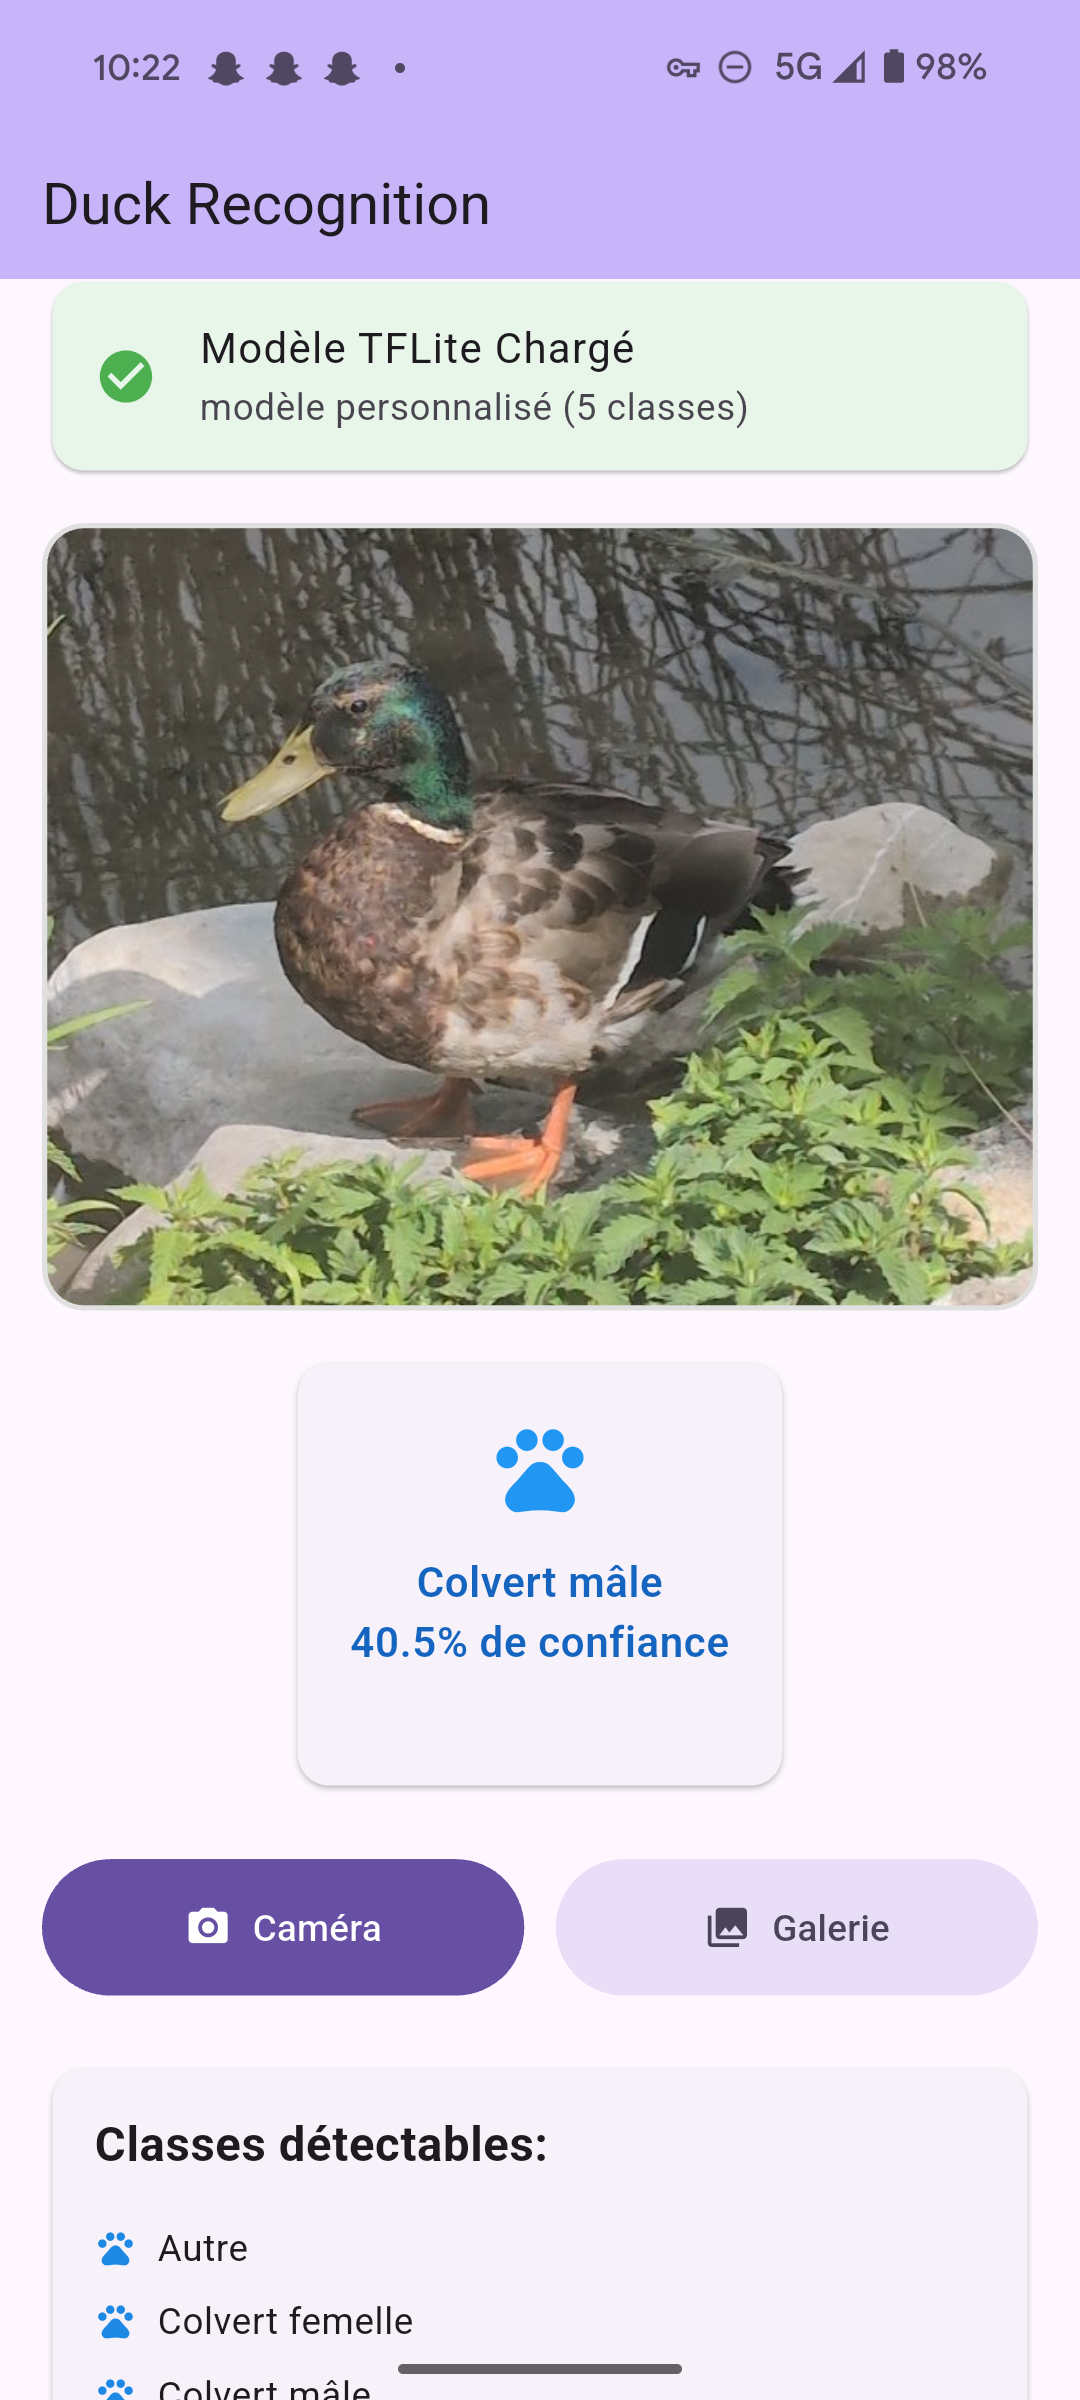 10:22
5G
98%
Duck Recognition
Modèle TFLite Chargé
modèle personnalisé (5 classes)
Colvert mâle
40.5% de confiance
Caméra
Galerie
Classes détectables:
Autre
Colvert femelle
Colvert mâle